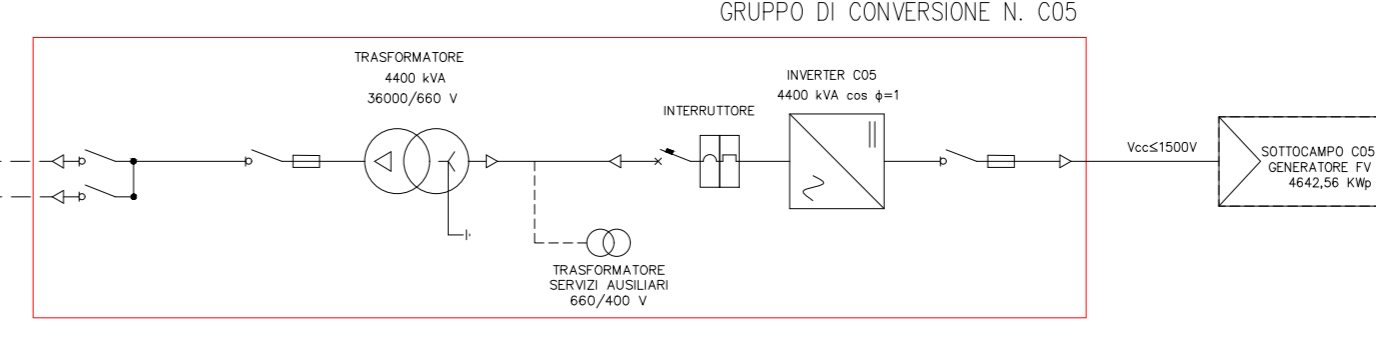 GRUPPO DI CONVERSIONE N. C05
TRASFORMATORE
4400 kVA
36000/660 V
INTERRUTTORE
INVERTER C05
4400 kVA cos ϕ=1
Vcc≤1500V
SOTTOCAMPO C05
GENERATORE FV
4642,56 KWp
TRASFORMATORE
SERVIZI AUSILIARI
660/400 V